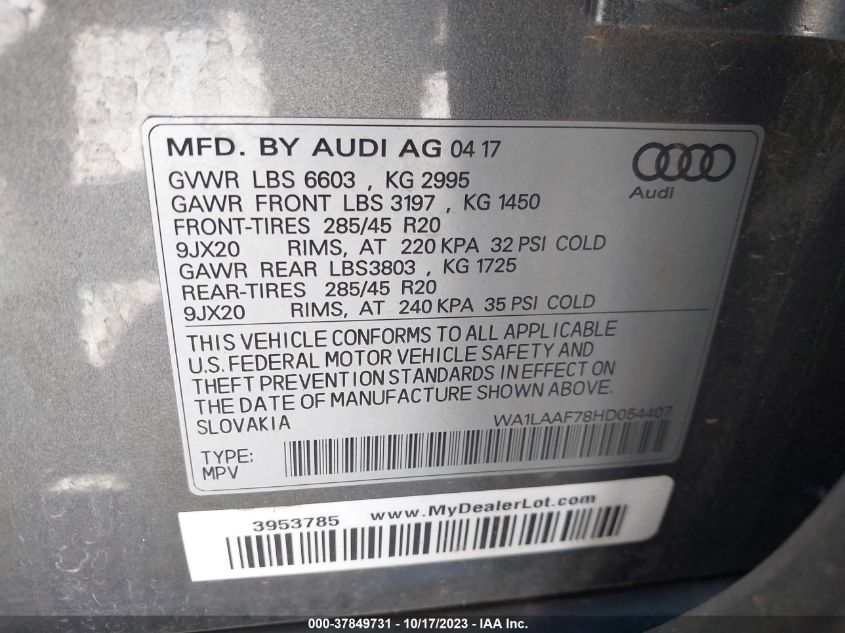 MFD. BY AUDI AG 04 17
Audi
GVWR LBS 6603 , KG 2995
GAWR FRONT LBS 3197 , KG 1450
FRONT-TIRES 285/45 R20
9JX20 RIMS, AT 220 KPA 32 PSI COLD
GAWR REAR LBS3803 , KG 1725
REAR-TIRES 285/45 R20
9JX20 RIMS, AT 240 KPA 35 PSI COLD
THIS VEHICLE CONFORMS TO ALL APPLICABLE
U.S. FEDERAL MOTOR VEHICLE SAFETY AND
THEFT PREVENTION STANDARDS IN EFFECT ON
THE DATE OF MANUFACTURE SHOWN ABOVE.
SLOVAKIA WA1LAAF78HD054407
TYPE:
MPV
3953785 www.MyDealerLot.com
000-37849731 - 10/17/2023 - IAA Inc.